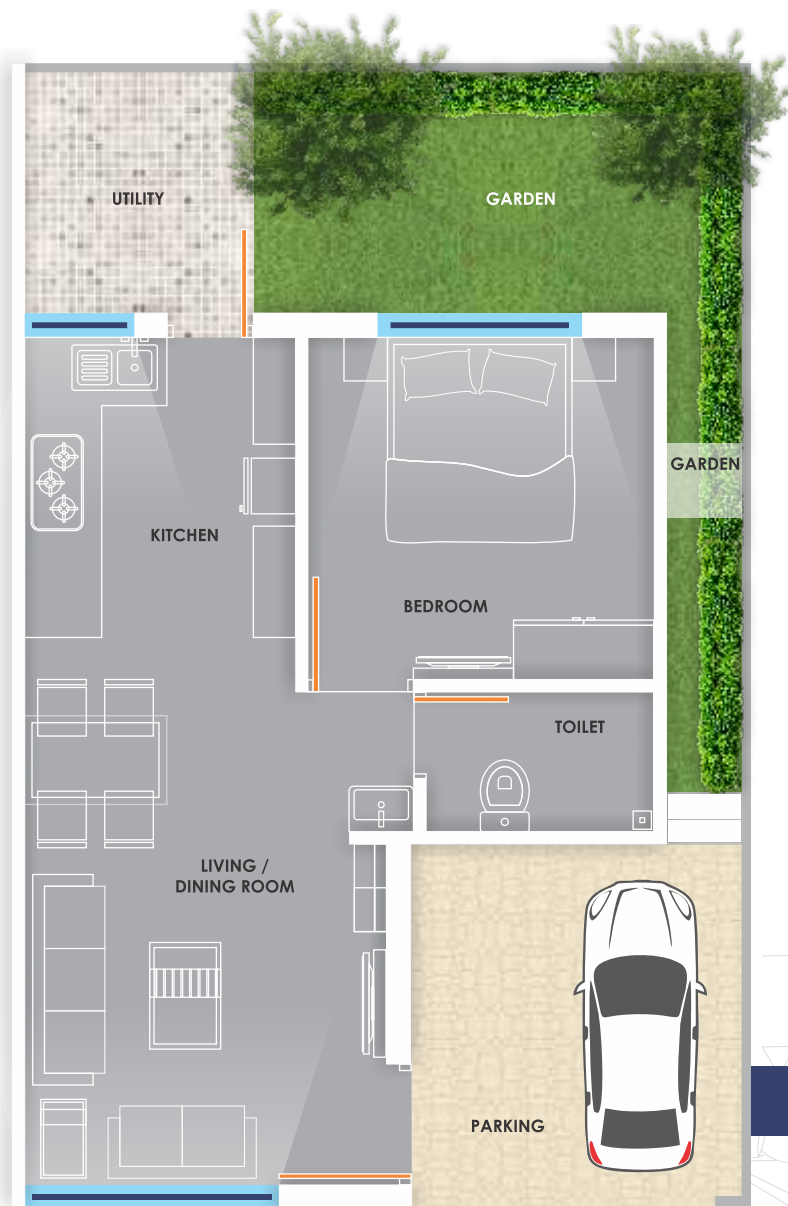 UTILITY
GARDEN
GARDEN
KITCHEN
BEDROOM
TOILET
LIVING /
DINING ROOM
PARKING